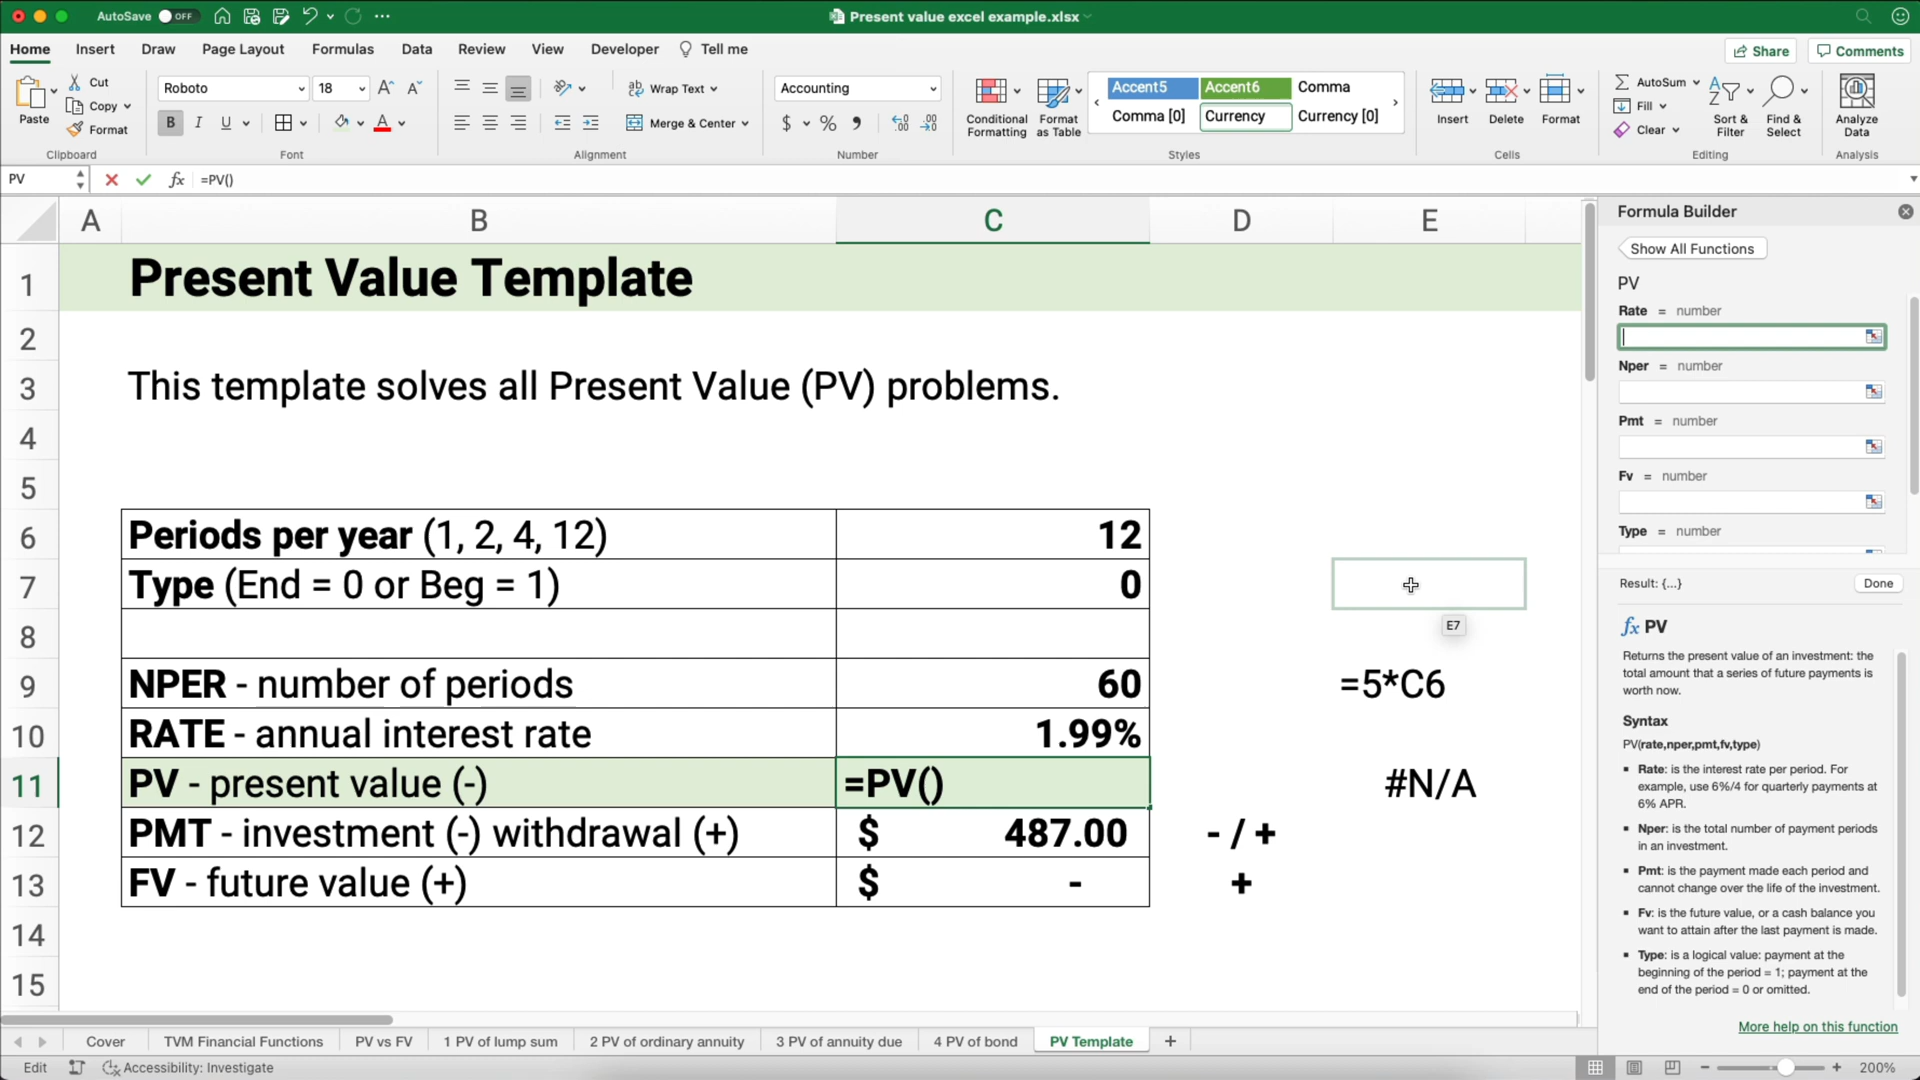 AutoSave OFF
Present value excel example.xlsx
Home Insert Draw Page Layout Formulas Data Review View Developer Tell me
Share Comments
Paste
Cut
Copy
Format
Clipboard
Roboto 18
B I U
Font
Wrap Text
Merge & Center
Alignment
Accounting
$ % ,
Number
Conditional Formatting
Format as Table
Accent5 Accent6 Comma
Comma [0] Currency Currency [0]
Styles
Insert Delete Format
Cells
AutoSum
Fill
Clear
Sort & Filter
Find & Select
Editing
Analyze Data
Analysis
PV fx =PV()
A B C D E
1 Present Value Template
2
3 This template solves all Present Value (PV) problems.
4
5
6 Periods per year (1, 2, 4, 12) 12
7 Type (End = 0 or Beg = 1) 0
E7
8
9 NPER - number of periods 60 =5*C6
10 RATE - annual interest rate 1.99%
11 PV - present value (-) =PV() #N/A
12 PMT - investment (-) withdrawal (+) $ 487.00 - / +
13 FV - future value (+) $ - +
14
15
Formula Builder
Show All Functions
PV
Rate = number
Nper = number
Pmt = number
Fv = number
Type = number
Result: {...}
Done
fx PV
Returns the present value of an investment: the
total amount that a series of future payments is
worth now.
Syntax
PV(rate,nper,pmt,fv,type)
Rate: is the interest rate per period. For
example, use 6%/4 for quarterly payments at
6% APR.
Nper: is the total number of payment periods
in an investment.
Pmt: is the payment made each period and
cannot change over the life of the investment.
Fv: is the future value, or a cash balance you
want to attain after the last payment is made.
Type: is a logical value: payment at the
beginning of the period = 1; payment at the
end of the period = 0 or omitted.
More help on this function
Cover TVM Financial Functions PV vs FV 1 PV of lump sum 2 PV of ordinary annuity 3 PV of annuity due 4 PV of bond PV Template +
Edit Accessibility: Investigate
200%